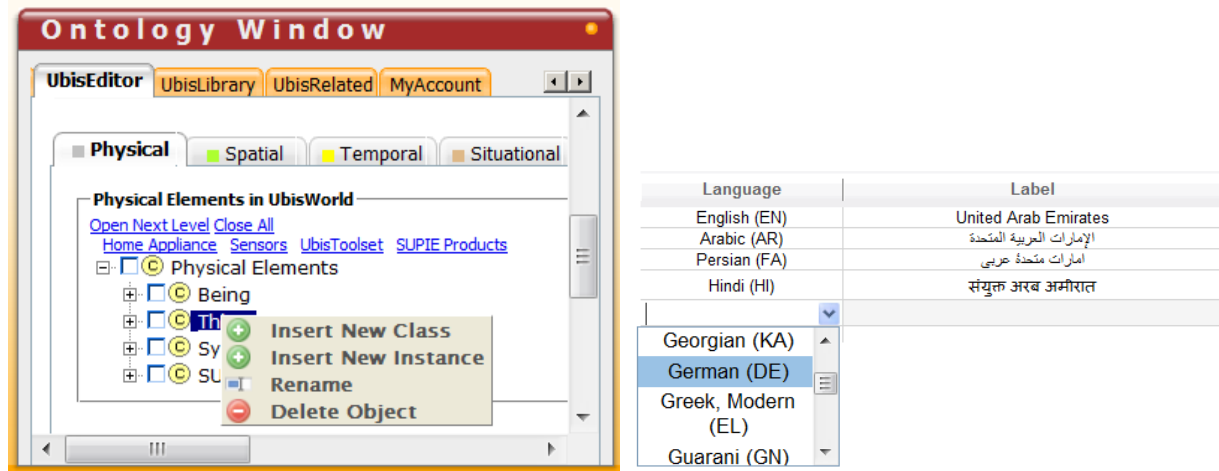 Ontology Window
UbisEditor UbisLibrary UbisRelated MyAccount
Physical Spatial Temporal Situational
Physical Elements in UbisWorld
Open Next Level Close All
Home Appliance Sensors UbisToolset SUPIE Products
Physical Elements
Being
Insert New Class
Insert New Instance
Rename
Delete Object
Language Label
English (EN) United Arab Emirates
Arabic (AR) الإمارات العربية المتحدة
Persian (FA) امارات متحدهٔ عربی
Hindi (HI) संयुक्त अरब अमीरात
Georgian (KA)
German (DE)
Greek, Modern
(EL)
Guarani (GN)